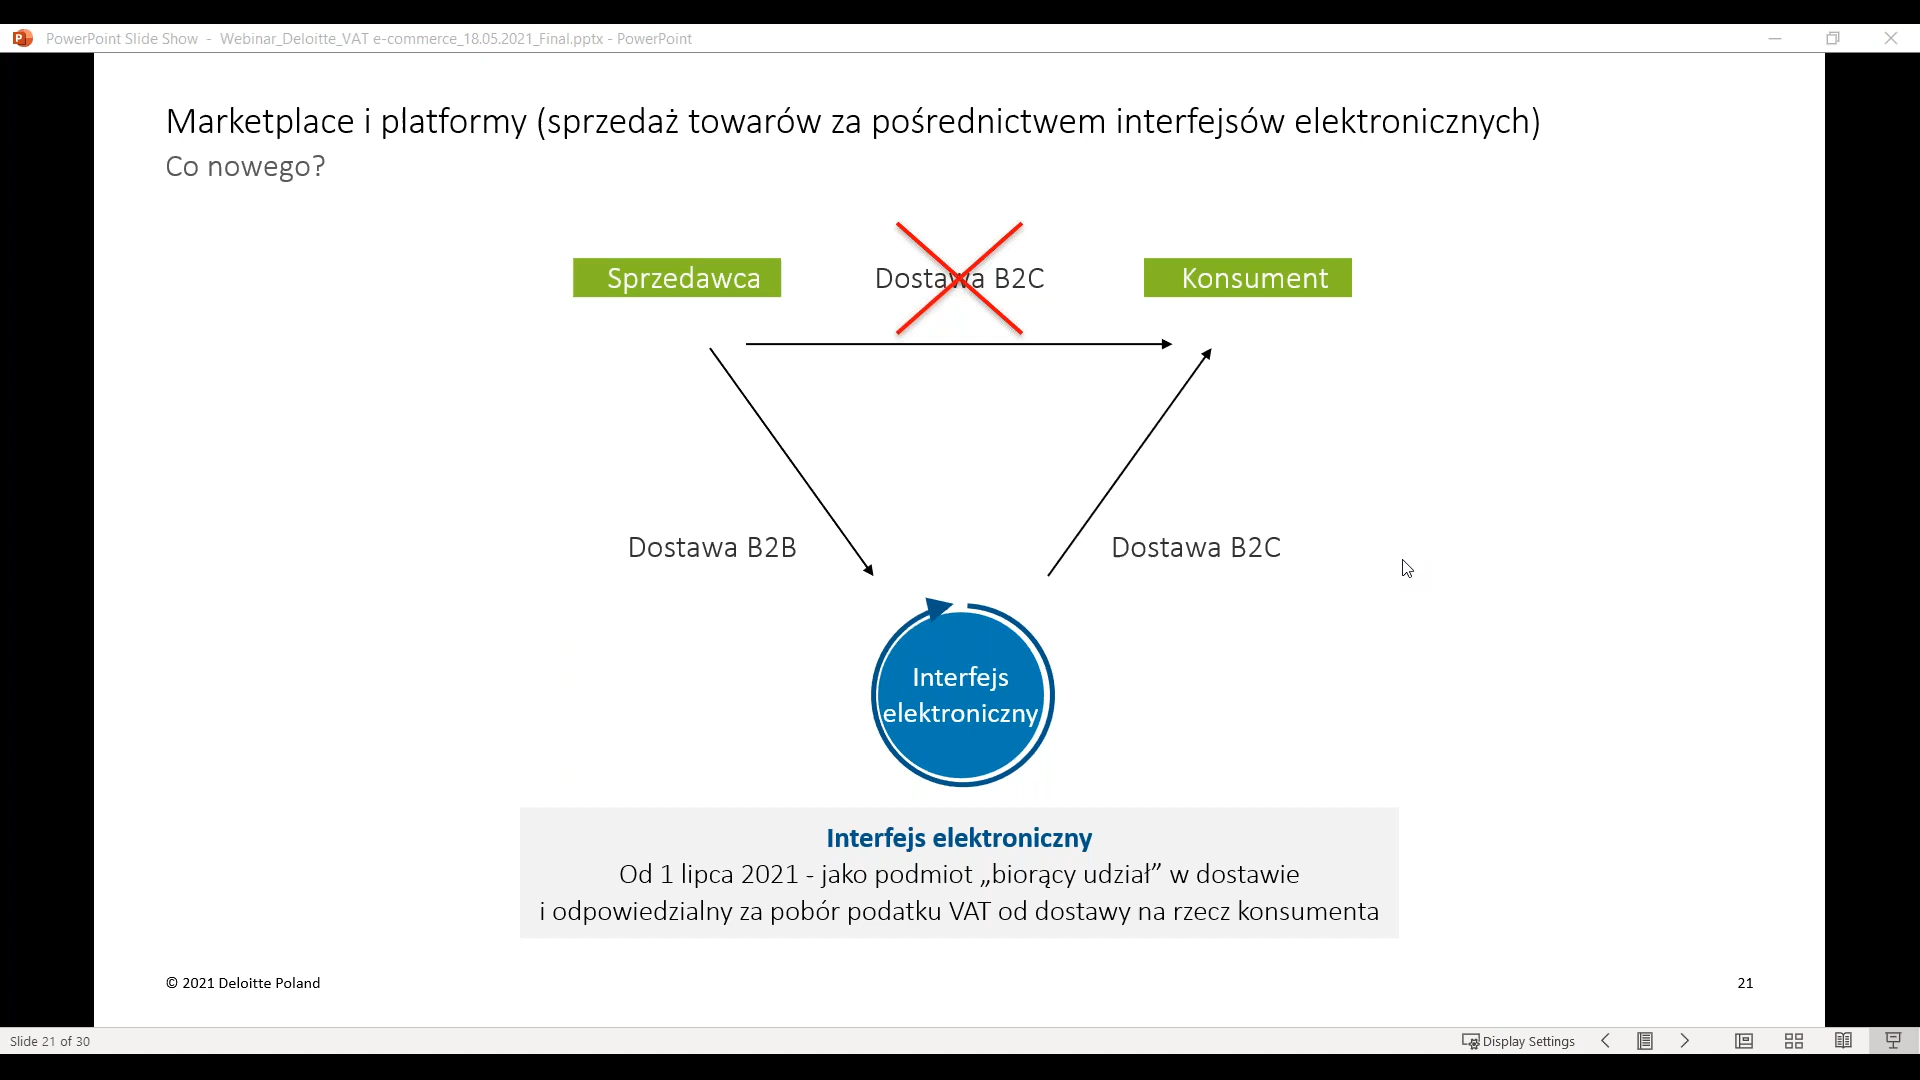 PowerPoint Slide Show - Webinar_Deloitte_VAT e-commerce_18.05.2021_Final.pptx - PowerPoint
Marketplace i platformy (sprzedaż towarów za pośrednictwem interfejsów elektronicznych)
Co nowego?
Sprzedawca
Dostawa B2C
Konsument
Dostawa B2B
Dostawa B2C
Interfejs
elektroniczny
Interfejs elektroniczny
Od 1 lipca 2021 - jako podmiot „biorący udział” w dostawie
i odpowiedzialny za pobór podatku VAT od dostawy na rzecz konsumenta
© 2021 Deloitte Poland
21
Slide 21 of 30
Display Settings